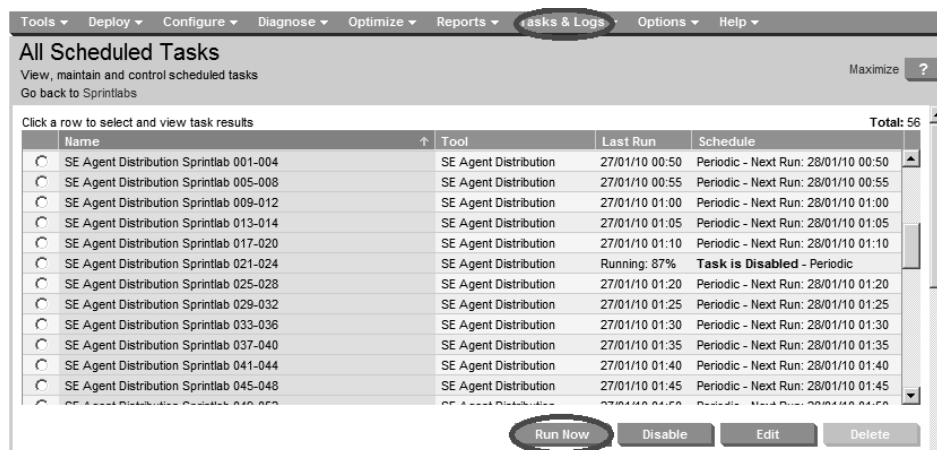 Tools Deploy Configure Diagnose Optimize Reports Tasks & Logs Options Help
All Scheduled Tasks
View, maintain and control scheduled tasks
Maximize ?
Go back to Sprintlabs
Click a row to select and view task results Total: 56
Name Tool Last Run Schedule
SE Agent Distribution Sprintlab 001-004 SE Agent Distribution 27/01/10 00:50 Periodic - Next Run: 28/01/10 00:50
SE Agent Distribution Sprintlab 005-008 SE Agent Distribution 27/01/10 00:55 Periodic - Next Run: 28/01/10 00:55
SE Agent Distribution Sprintlab 009-012 SE Agent Distribution 27/01/10 01:00 Periodic - Next Run: 28/01/10 01:00
SE Agent Distribution Sprintlab 013-014 SE Agent Distribution 27/01/10 01:05 Periodic - Next Run: 28/01/10 01:05
SE Agent Distribution Sprintlab 017-020 SE Agent Distribution 27/01/10 01:10 Periodic - Next Run: 28/01/10 01:10
SE Agent Distribution Sprintlab 021-024 SE Agent Distribution Running: 87% Task is Disabled - Periodic
SE Agent Distribution Sprintlab 025-028 SE Agent Distribution 27/01/10 01:20 Periodic - Next Run: 28/01/10 01:20
SE Agent Distribution Sprintlab 029-032 SE Agent Distribution 27/01/10 01:25 Periodic - Next Run: 28/01/10 01:25
SE Agent Distribution Sprintlab 033-036 SE Agent Distribution 27/01/10 01:30 Periodic - Next Run: 28/01/10 01:30
SE Agent Distribution Sprintlab 037-040 SE Agent Distribution 27/01/10 01:35 Periodic - Next Run: 28/01/10 01:35
SE Agent Distribution Sprintlab 041-044 SE Agent Distribution 27/01/10 01:40 Periodic - Next Run: 28/01/10 01:40
SE Agent Distribution Sprintlab 045-048 SE Agent Distribution 27/01/10 01:45 Periodic - Next Run: 28/01/10 01:45
Run Now Disable Edit Delete